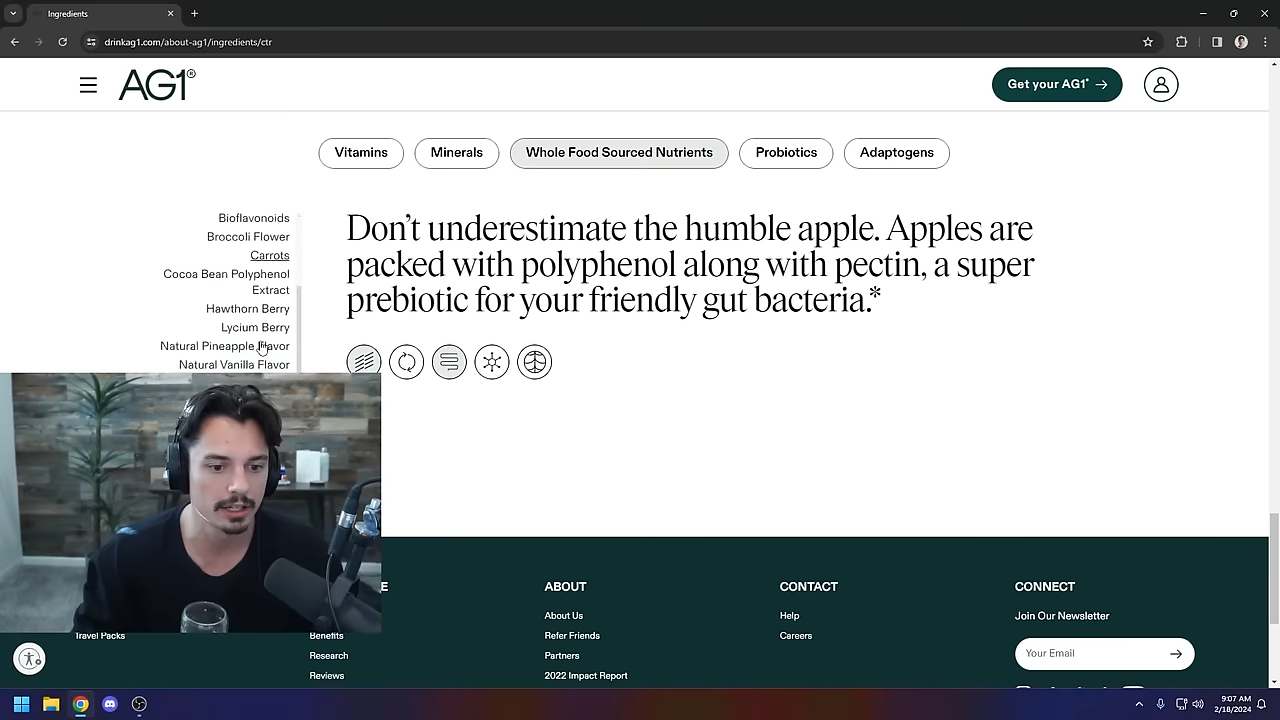 Ingredients
drinkag1.com/about-ag1/ingredients/ctr
AG1®
Get your AG1* →
Vitamins
Minerals
Whole Food Sourced Nutrients
Probiotics
Adaptogens
Bioflavonoids
Broccoli Flower
Carrots
Cocoa Bean Polyphenol
Extract
Hawthorn Berry
Lycium Berry
Natural Pineapple Flavor
Natural Vanilla Flavor
Don’t underestimate the humble apple. Apples are
packed with polyphenol along with pectin, a super
prebiotic for your friendly gut bacteria.*
E
ABOUT
CONTACT
CONNECT
About Us
Help
Join Our Newsletter
Travel Packs
Benefits
Refer Friends
Careers
Research
Partners
Your Email
Reviews
2022 Impact Report
9:07 AM
2/18/2024